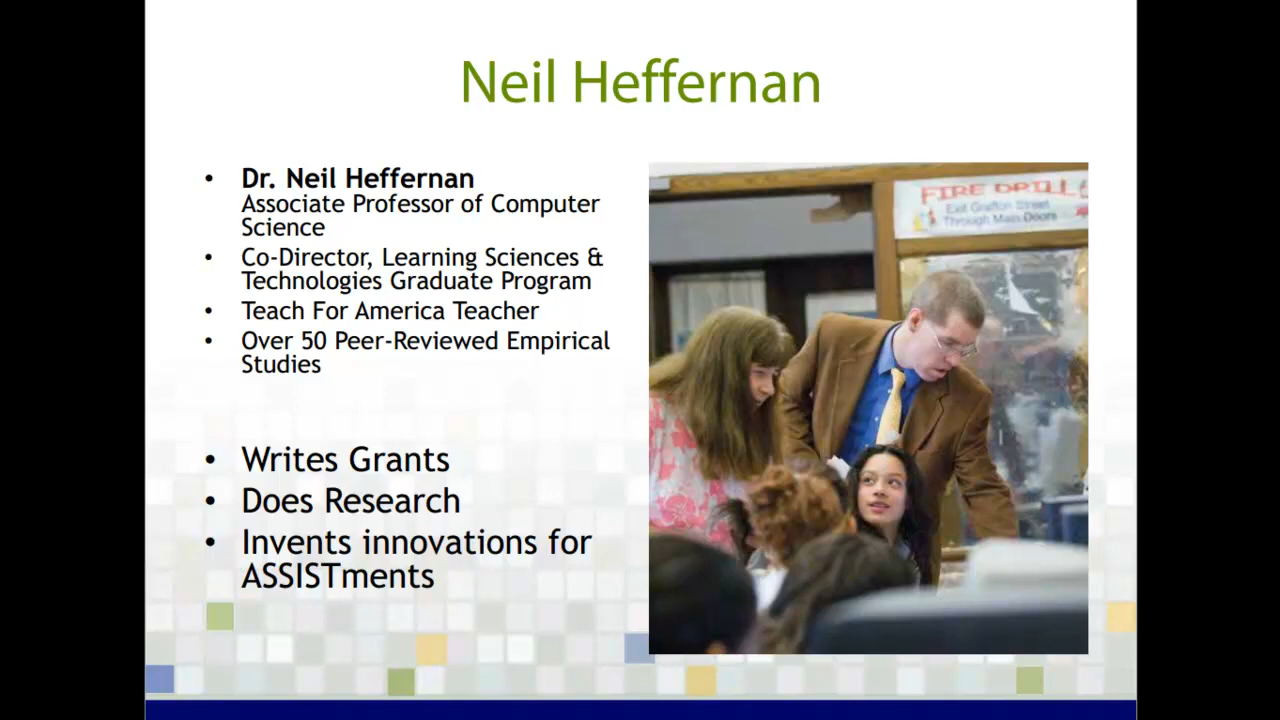 Neil Heffernan
• Dr. Neil Heffernan
Associate Professor of Computer
Science
• Co-Director, Learning Sciences &
Technologies Graduate Program
• Teach For America Teacher
• Over 50 Peer-Reviewed Empirical
Studies
• Writes Grants
• Does Research
• Invents innovations for
ASSISTments
FIRE DRILL
Exit Grafton Street
Through Main Doors